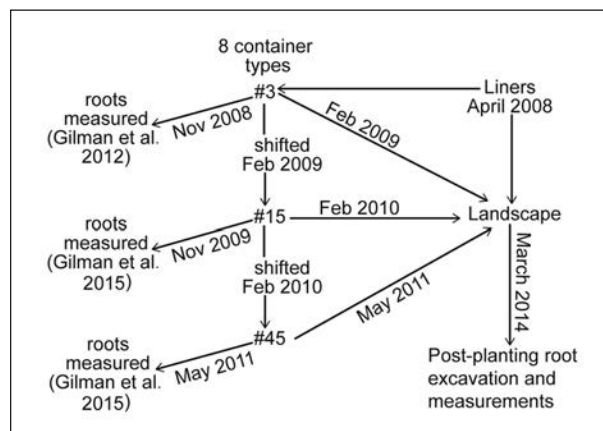 8 container
types
#3
Liners
April 2008
roots
measured
(Gilman et al.
2012)
Nov 2008
Feb 2009
shifted
Feb 2009
#15
Feb 2010
Landscape
roots
measured
(Gilman et al.
2015)
Nov 2009
shifted
Feb 2010
May 2011
March 2014
#45
roots
measured
(Gilman et al.
2015)
May 2011
Post-planting root
excavation and
measurements